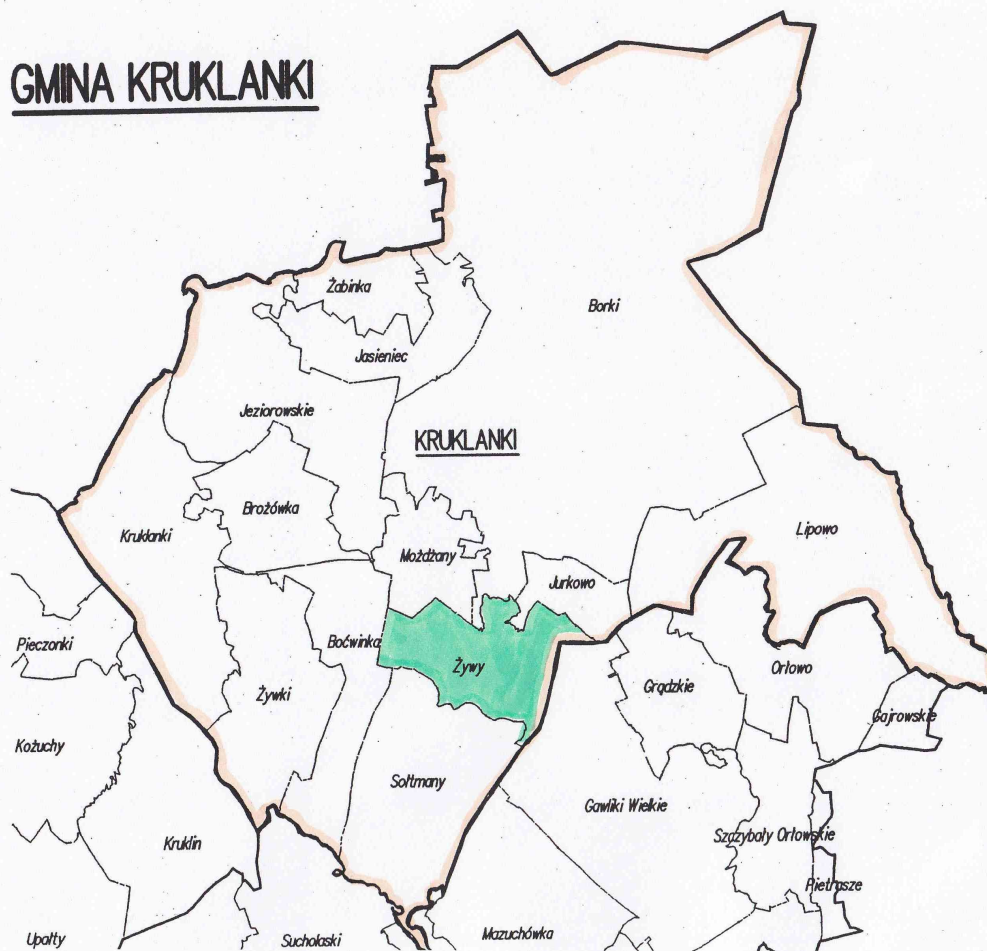 GMINA KRUKLANKI
Żabinka
Borki
Jasieniec
Jeziorowskie
KRUKLANKI
Brożówka
Kruklanki
Lipowo
Możdżany
Jurkowo
Pieczonki
Boćwinka
Żywy
Orłowo
Żywki
Grądzkie
Gajrowskie
Kożuchy
Sołtmany
Gawliki Wielkie
Szczybały Orłowskie
Kruklin
Pietrasze
Upałty
Sucholaski
Mazuchówka